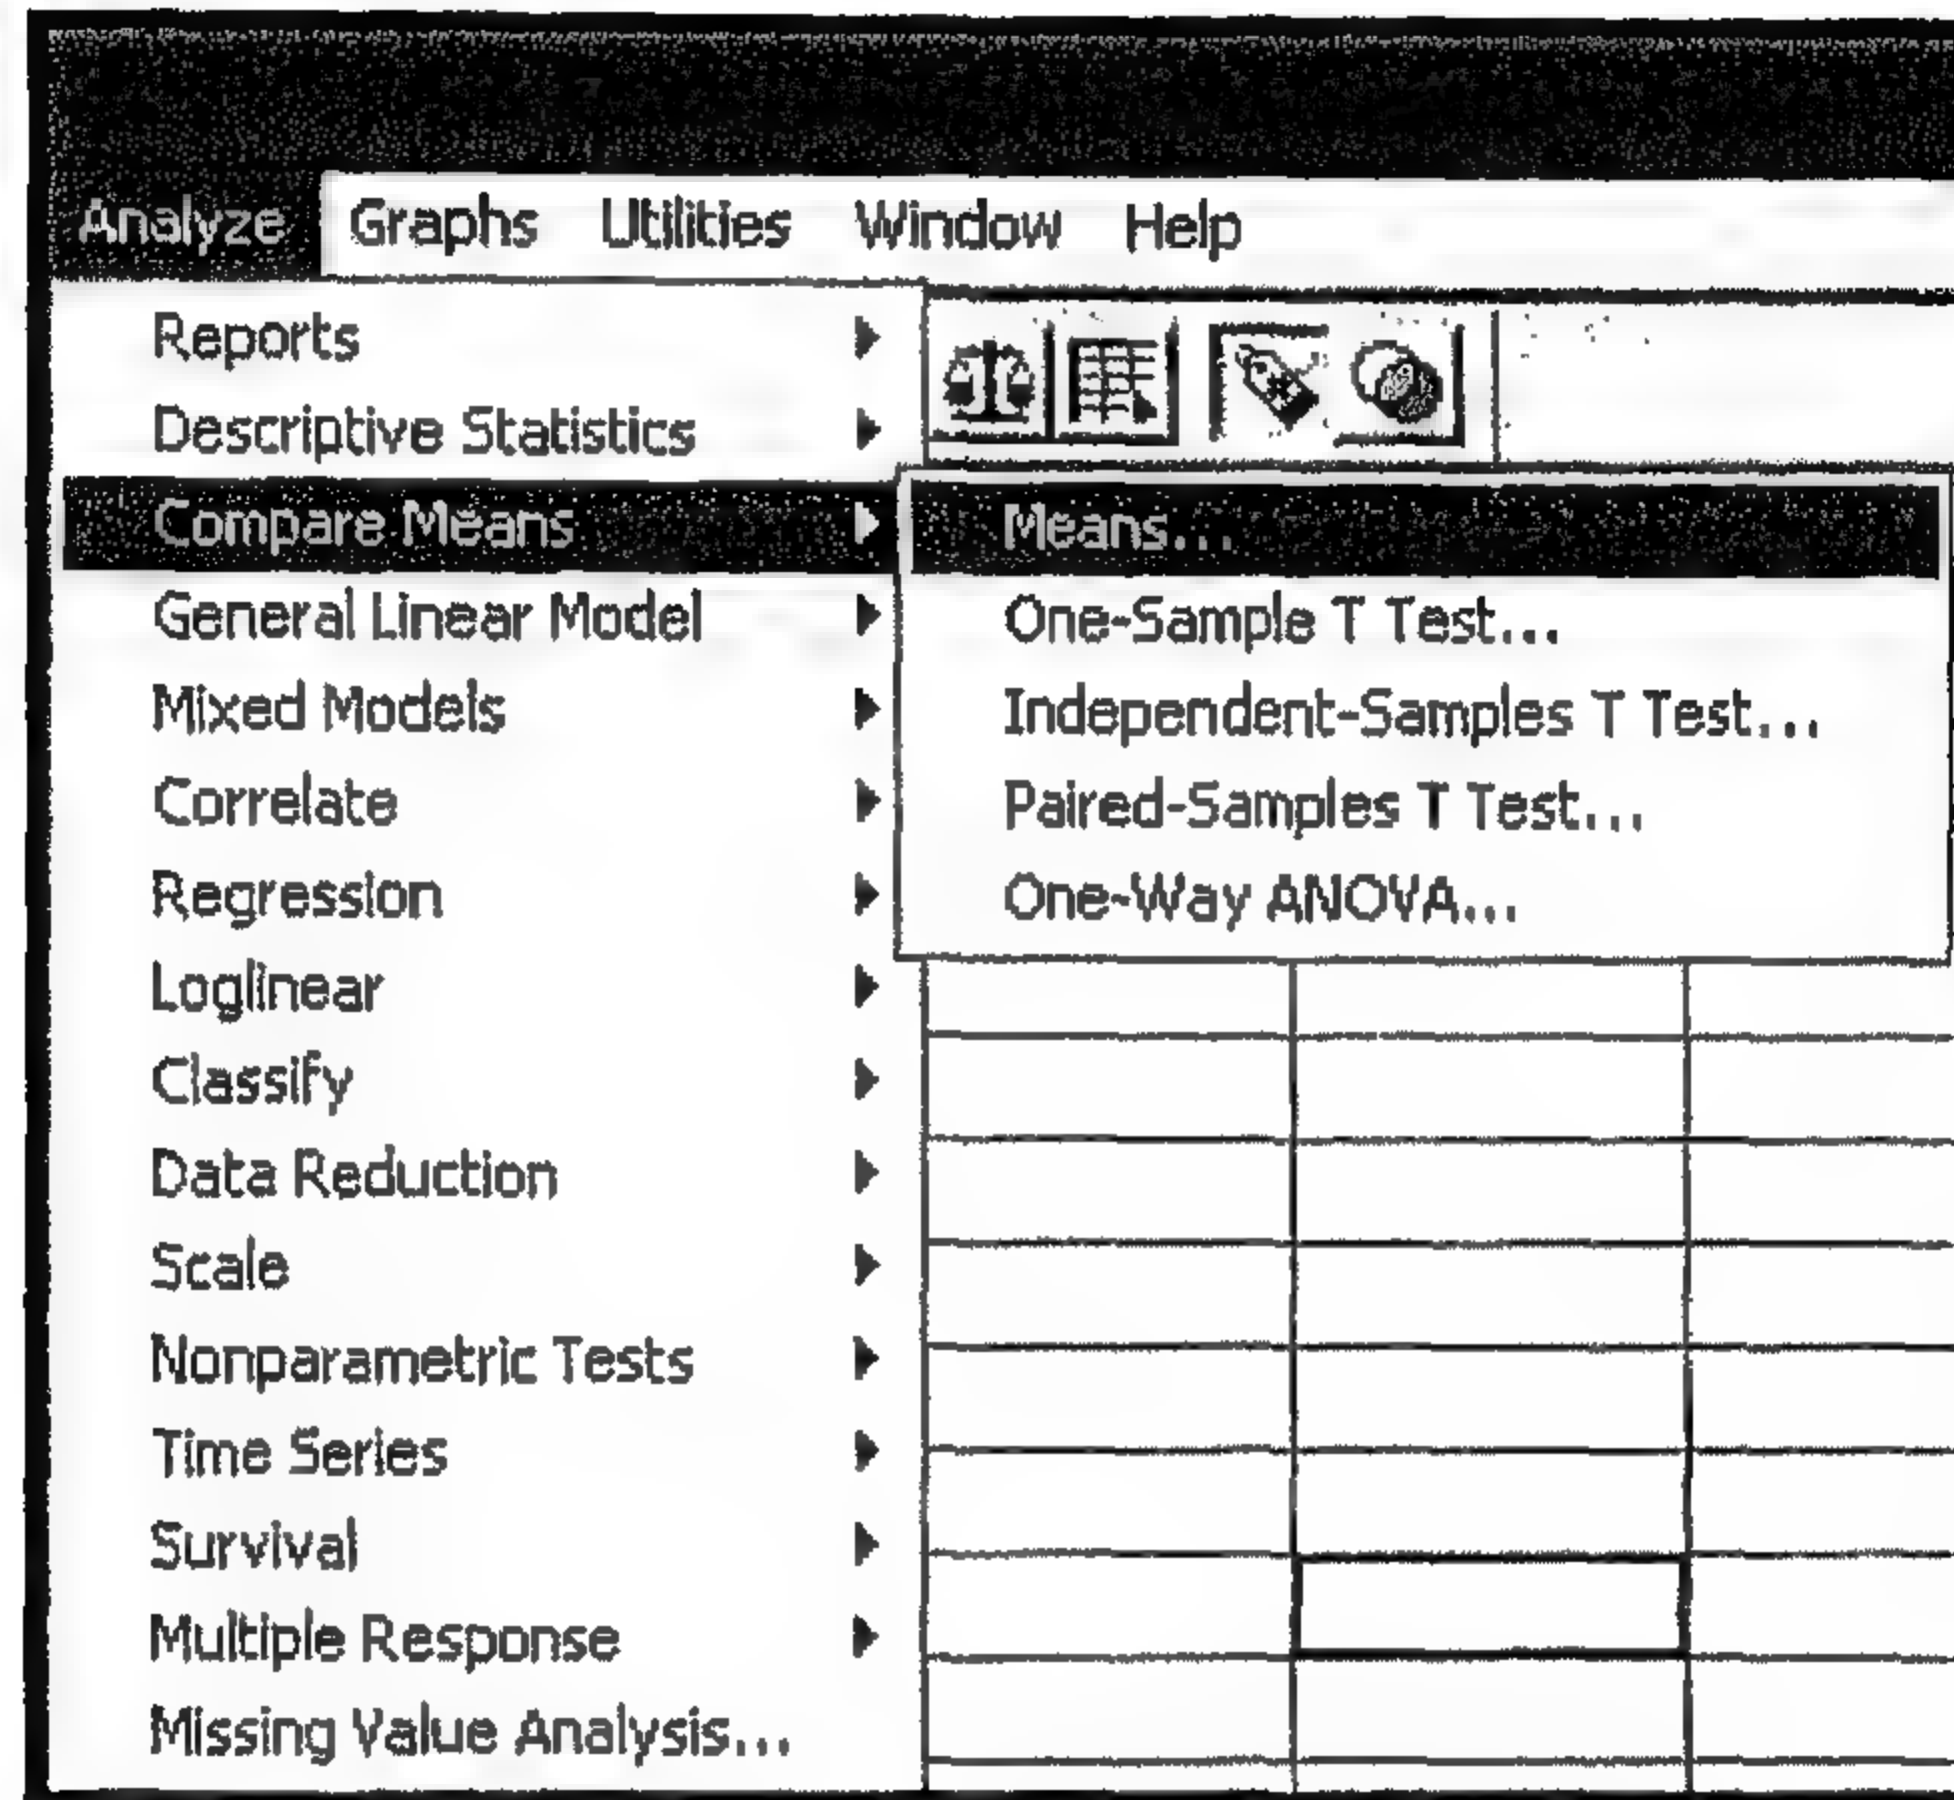 Analyze Graphs Utilities Window Help
Reports
Descriptive Statistics
Compare Means
General Linear Model
Mixed Models
Correlate
Regression
Loglinear
Classify
Data Reduction
Scale
Nonparametric Tests
Time Series
Survival
Multiple Response
Missing Value Analysis...
Means...
One-Sample T Test...
Independent-Samples T Test...
Paired-Samples T Test...
One-Way ANOVA...